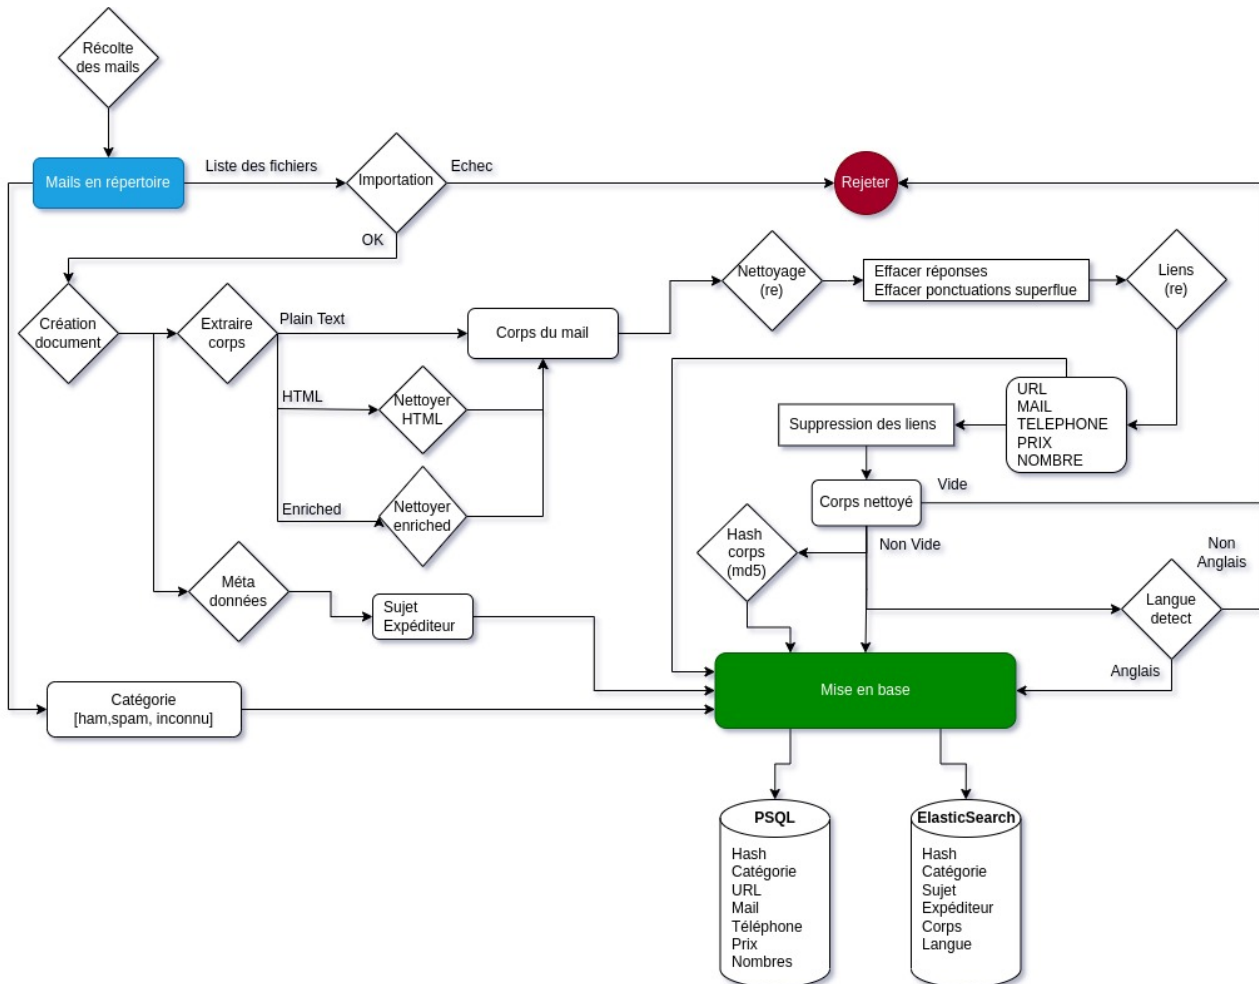 Récolte
des mails
Mails en répertoire
Liste des fichiers
Importation
Echec
Rejeter
OK
Nettoyage
(re)
Effacer réponses
Effacer ponctuations superflue
Liens
(re)
Création
document
Extraire
corps
Plain Text
Corps du mail
HTML
Nettoyer
HTML
Enriched
Nettoyer
enriched
URL
MAIL
TELEPHONE
PRIX
NOMBRE
Suppression des liens
Corps nettoyé
Vide
Non Vide
Hash
corps
(md5)
Non
Anglais
Langue
detect
Anglais
Méta
données
Sujet
Expéditeur
Catégorie
[ham,spam, inconnu]
Mise en base
PSQL
Hash
Catégorie
URL
Mail
Téléphone
Prix
Nombres
ElasticSearch
Hash
Catégorie
Sujet
Expéditeur
Corps
Langue